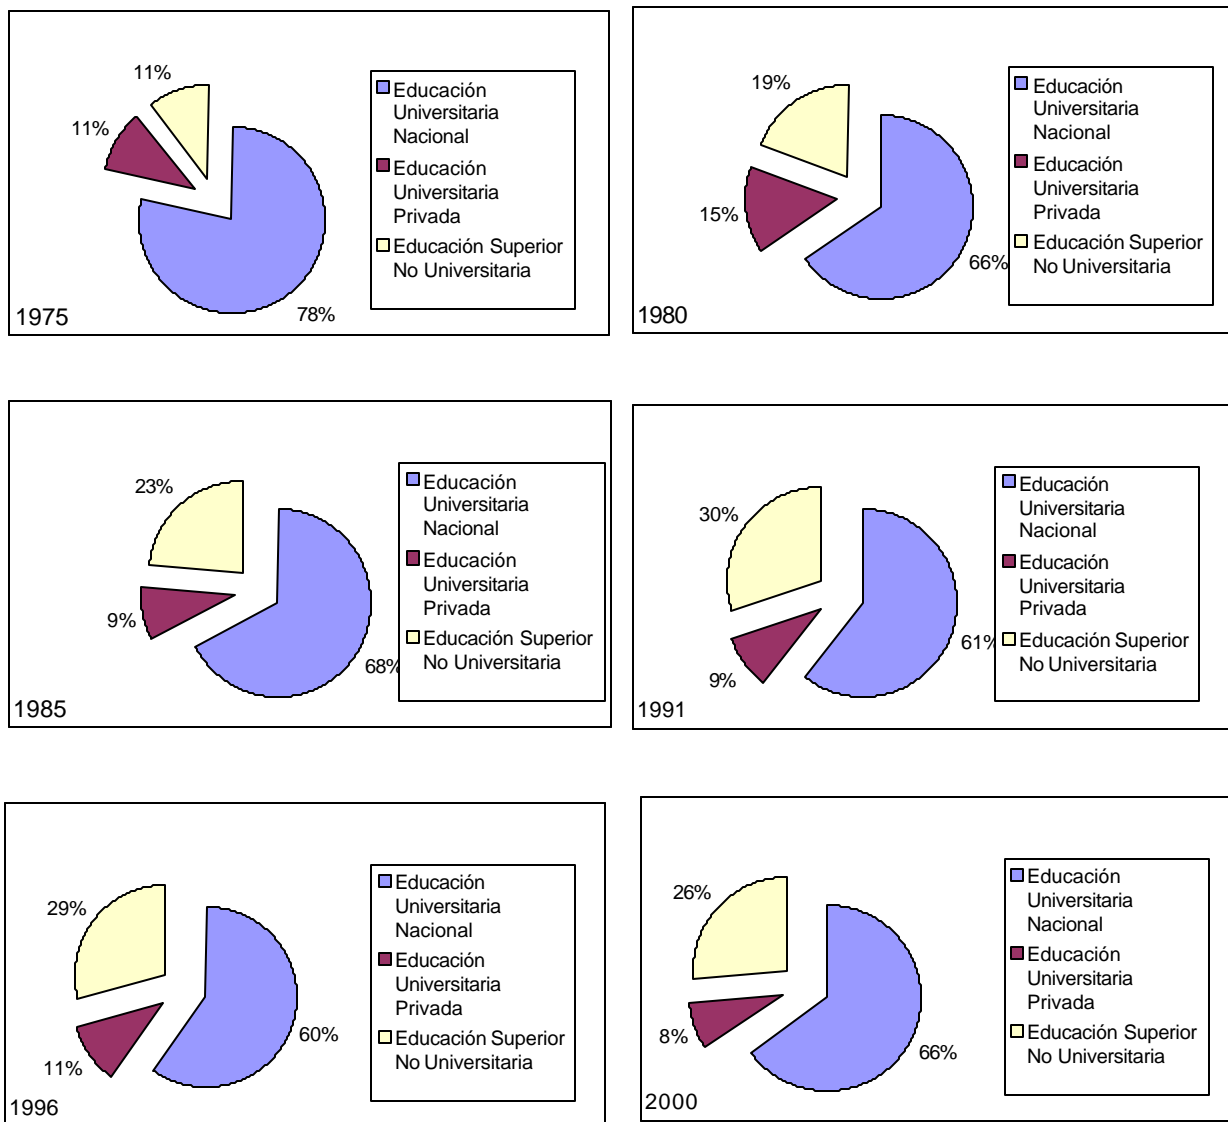 11%
11%
78%
1975
Educación
Universitaria
Nacional
Educación
Universitaria
Privada
Educación Superior
No Universitaria
19%
15%
66%
1980
Educación
Universitaria
Nacional
Educación
Universitaria
Privada
Educación Superior
No Universitaria
23%
9%
68%
1985
Educación
Universitaria
Nacional
Educación
Universitaria
Privada
Educación Superior
No Universitaria
30%
9%
61%
1991
Educación
Universitaria
Nacional
Educación
Universitaria
Privada
Educación Superior
No Universitaria
29%
11%
60%
1996
Educación
Universitaria
Nacional
Educación
Universitaria
Privada
Educación Superior
No Universitaria
26%
8%
66%
2000
Educación
Universitaria
Nacional
Educación
Universitaria
Privada
Educación Superior
No Universitaria